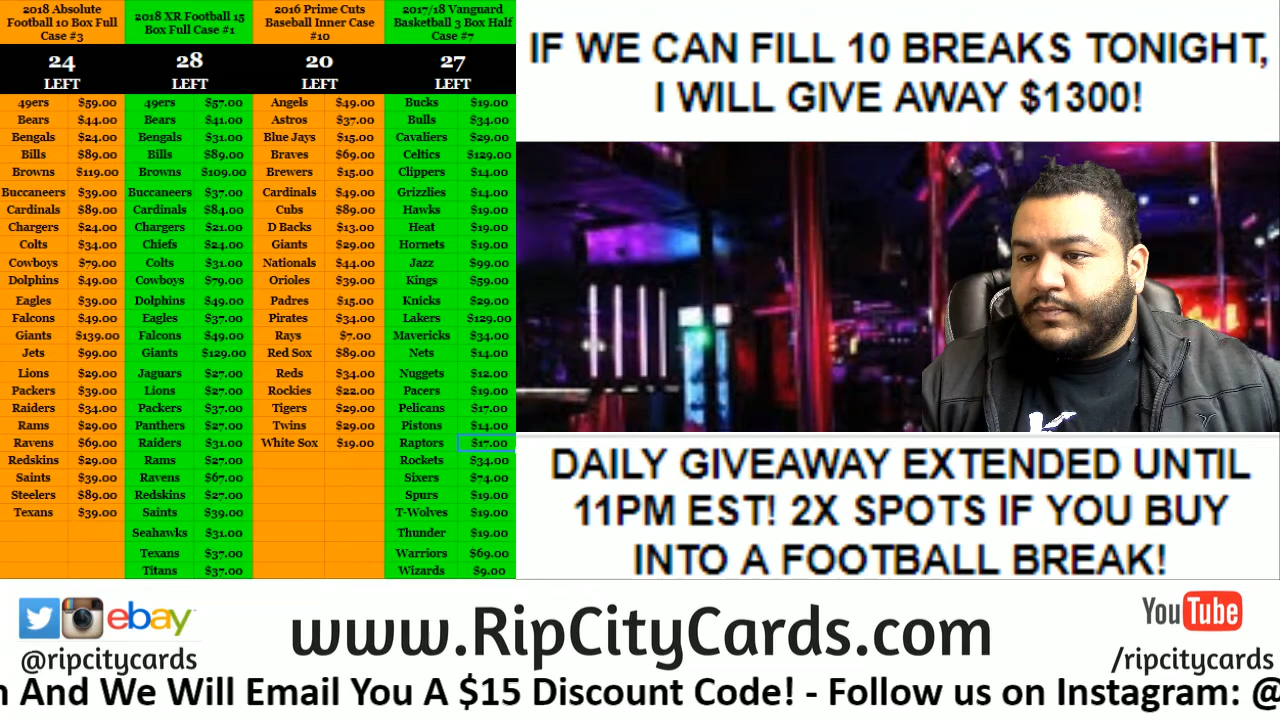 2018 Absolute
Football 10 Box Full
Case #3
24
LEFT
49ers $59.00
Bears $44.00
Bengals $24.00
Bills $89.00
Browns $119.00
Buccaneers $39.00
Cardinals $89.00
Chargers $24.00
Colts $34.00
Cowboys $79.00
Dolphins $49.00
Eagles $39.00
Falcons $49.00
Giants $139.00
Jets $99.00
Lions $29.00
Packers $39.00
Raiders $34.00
Rams $29.00
Ravens $69.00
Redskins $29.00
Saints $39.00
Steelers $89.00
Texans $39.00
2018 XR Football 15
Box Full Case #1
28
LEFT
49ers $57.00
Bears $41.00
Bengals $31.00
Bills $89.00
Browns $109.00
Buccaneers $37.00
Cardinals $84.00
Chargers $21.00
Chiefs $24.00
Colts $31.00
Cowboys $79.00
Dolphins $49.00
Eagles $37.00
Falcons $49.00
Giants $129.00
Jaguars $27.00
Lions $27.00
Packers $37.00
Panthers $27.00
Raiders $31.00
Rams $27.00
Ravens $67.00
Redskins $27.00
Saints $39.00
Seahawks $31.00
Texans $37.00
Titans $37.00
2016 Prime Cuts
Baseball Inner Case
#10
20
LEFT
Angels $49.00
Astros $37.00
Blue Jays $15.00
Braves $69.00
Brewers $15.00
Cardinals $49.00
Cubs $89.00
D Backs $13.00
Giants $29.00
Nationals $44.00
Orioles $39.00
Padres $15.00
Pirates $34.00
Rays $7.00
Red Sox $89.00
Reds $34.00
Rockies $22.00
Tigers $29.00
Twins $29.00
White Sox $19.00
2017/18 Vanguard
Basketball 3 Box Half
Case #7
27
LEFT
Bucks $19.00
Bulls $34.00
Cavaliers $29.00
Celtics $129.00
Clippers $14.00
Grizzlies $14.00
Hawks $19.00
Heat $19.00
Hornets $19.00
Jazz $99.00
Kings $59.00
Knicks $29.00
Lakers $129.00
Mavericks $34.00
Nets $14.00
Nuggets $12.00
Pacers $19.00
Pelicans $17.00
Pistons $14.00
Raptors $17.00
Rockets $34.00
Sixers $74.00
Spurs $19.00
T-Wolves $19.00
Thunder $19.00
Warriors $69.00
Wizards $9.00
IF WE CAN FILL 10 BREAKS TONIGHT,
I WILL GIVE AWAY $1300!
DAILY GIVEAWAY EXTENDED UNTIL
11PM EST! 2X SPOTS IF YOU BUY
INTO A FOOTBALL BREAK!
ebay
@ripcitycards
www.RipCityCards.com
YouTube
/ripcitycards
And We Will Email You A $15 Discount Code! - Follow us on Instagram: @